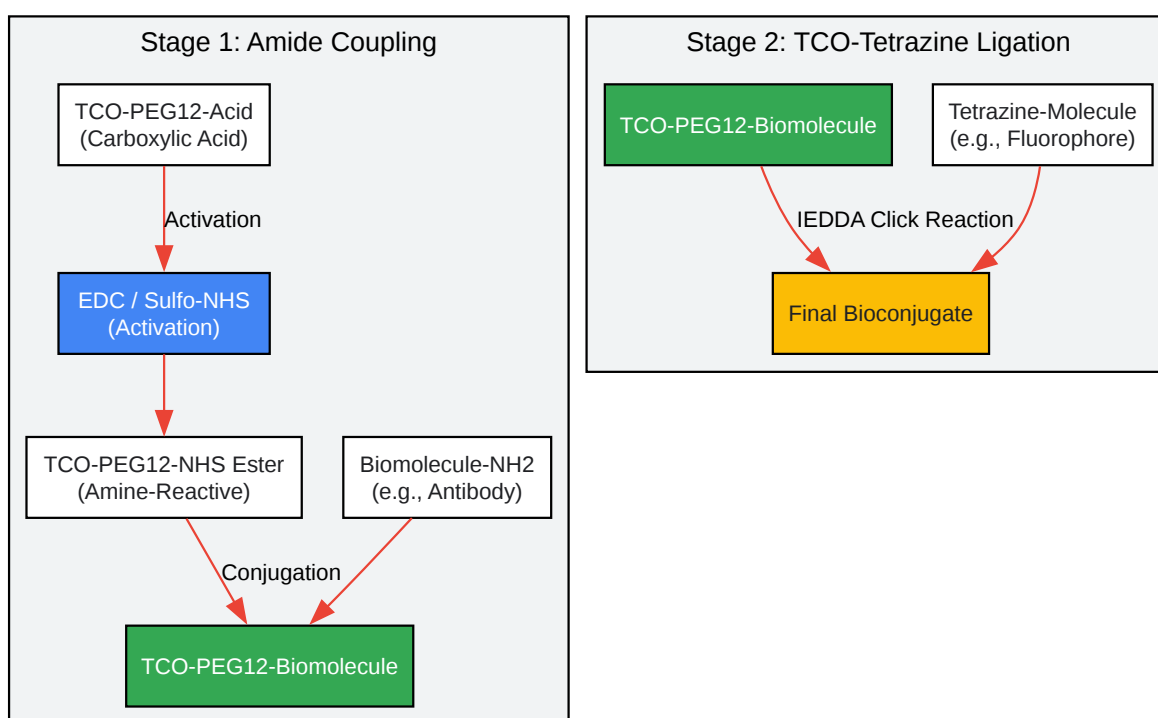 Stage 1: Amide Coupling
TCO-PEG12-Acid
(Carboxylic Acid)
Activation
EDC / Sulfo-NHS
(Activation)
TCO-PEG12-NHS Ester
(Amine-Reactive)
Biomolecule-NH2
(e.g., Antibody)
Conjugation
TCO-PEG12-Biomolecule
Stage 2: TCO-Tetrazine Ligation
TCO-PEG12-Biomolecule
Tetrazine-Molecule
(e.g., Fluorophore)
IEDDA Click Reaction
Final Bioconjugate